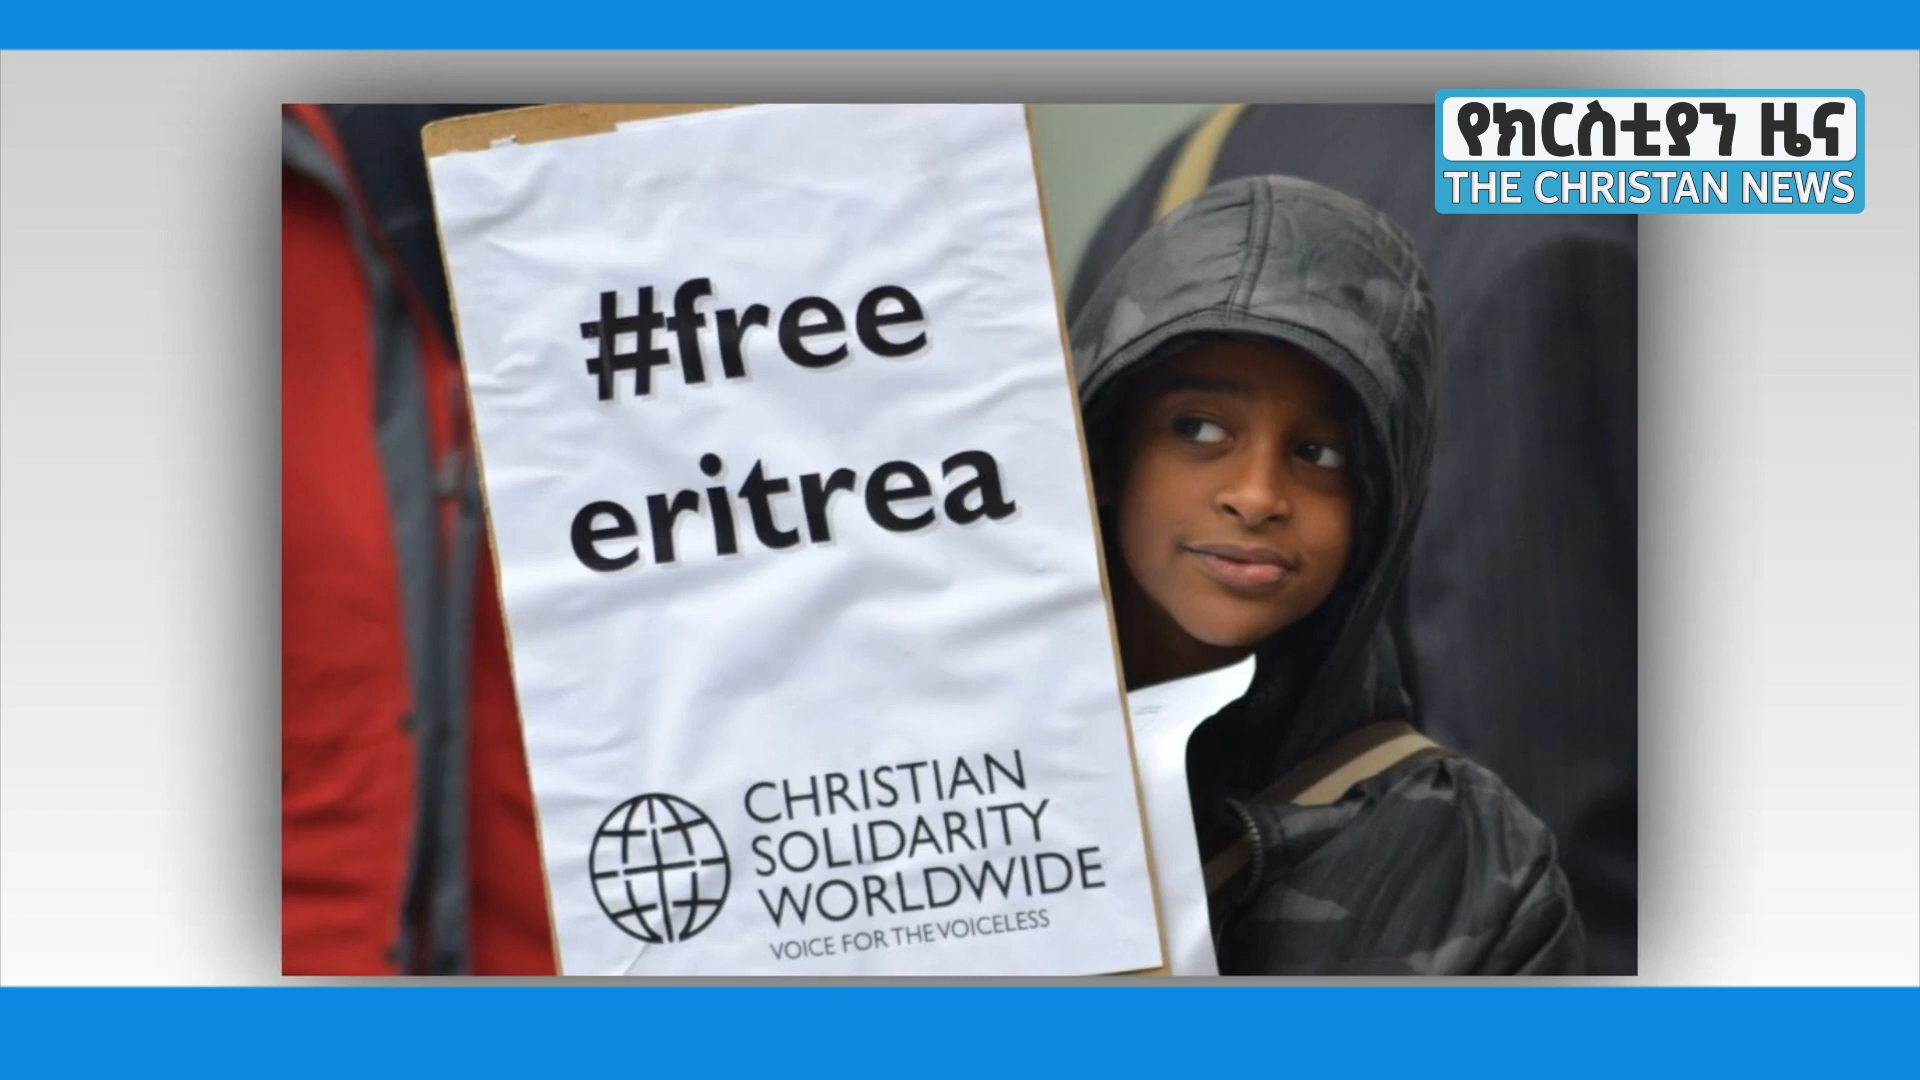 የክርስቲያን ዜና
THE CHRISTAN NEWS
#free
eritrea
CHRISTIAN
SOLIDARITY
WORLDWIDE
VOICE FOR THE VOICELESS